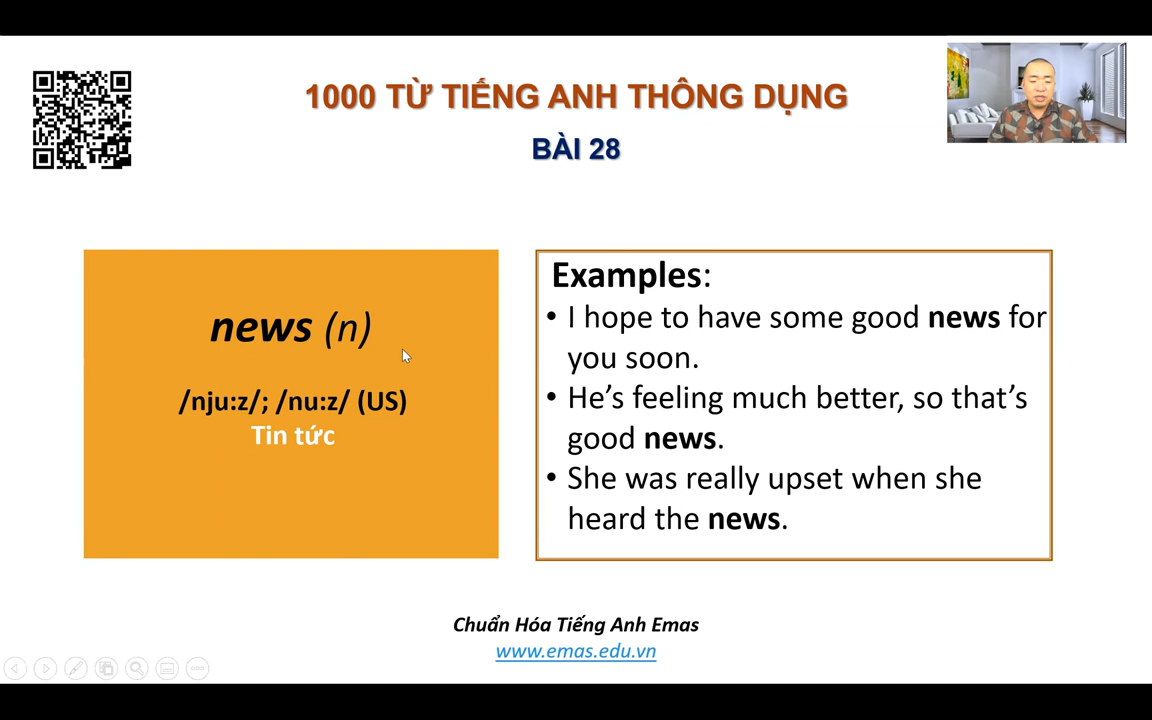 1000 TỪ TIẾNG ANH THÔNG DỤNG
BÀI 28
news (n)
/nju:z/; /nu:z/ (US)
Tin tức
Examples:
• I hope to have some good news for
you soon.
• He’s feeling much better, so that’s
good news.
• She was really upset when she
heard the news.
Chuẩn Hóa Tiếng Anh Emas
www.emas.edu.vn